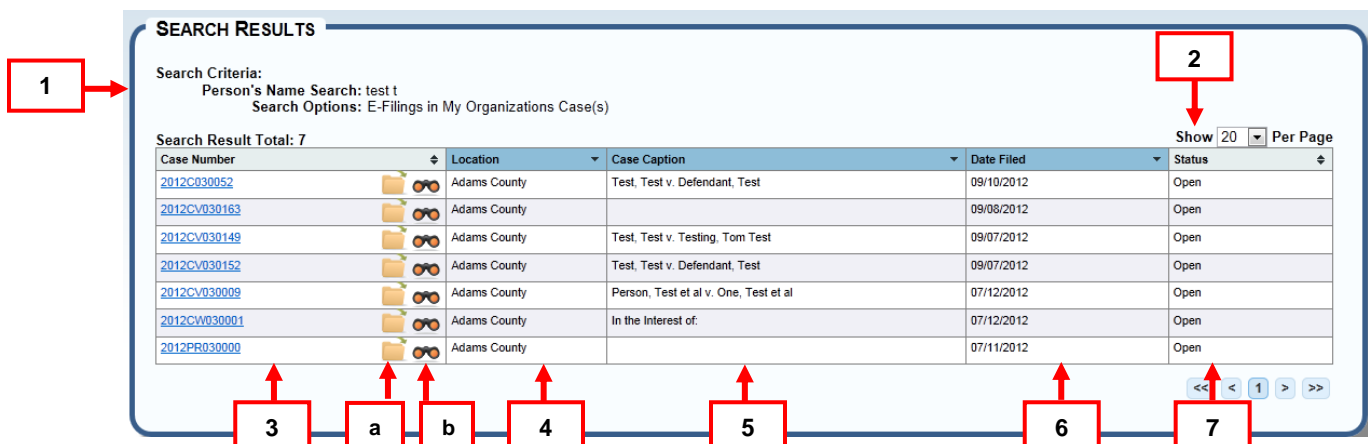 SEARCH RESULTS
2
1
Search Criteria:
Person's Name Search: test t
Search Options: E-Filings in My Organizations Case(s)
Search Result Total: 7 Show 20 Per Page
Case Number Location Case Caption Date Filed Status
2012C030052 Adams County Test, Test v. Defendant, Test 09/10/2012 Open
2012CV030163 Adams County 09/08/2012 Open
2012CV030149 Adams County Test, Test v. Testing, Tom Test 09/07/2012 Open
2012CV030152 Adams County Test, Test v. Defendant, Test 09/07/2012 Open
2012CV030009 Adams County Person, Test et al v. One, Test et al 07/12/2012 Open
2012CW030001 Adams County In the Interest of: 07/12/2012 Open
2012PR030000 Adams County 07/11/2012 Open
<< < 1 > >>
3 a b 4 5 6 7